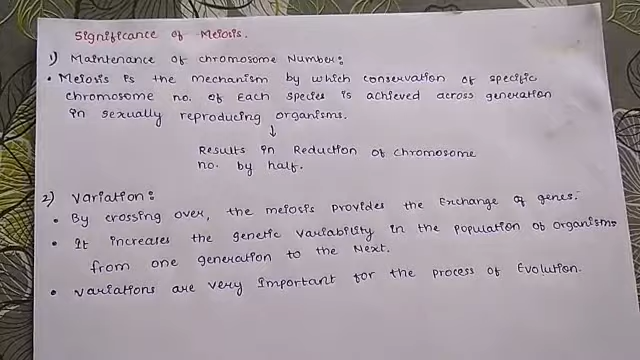 Significance of Meiosis.
1) Maintenance of chromosome Number:
• Meiosis is the mechanism by which conservation of specific
chromosome no. of Each species is achieved across generation
in sexually reproducing organisms.
↓
Results in Reduction of chromosome
no. by half.
2) Variation:
• By crossing over, the meiosis provides the Exchange of genes.
• It increases the genetic variability in the population of organisms
from one generation to the Next.
• Variations are very Important for the process of Evolution.